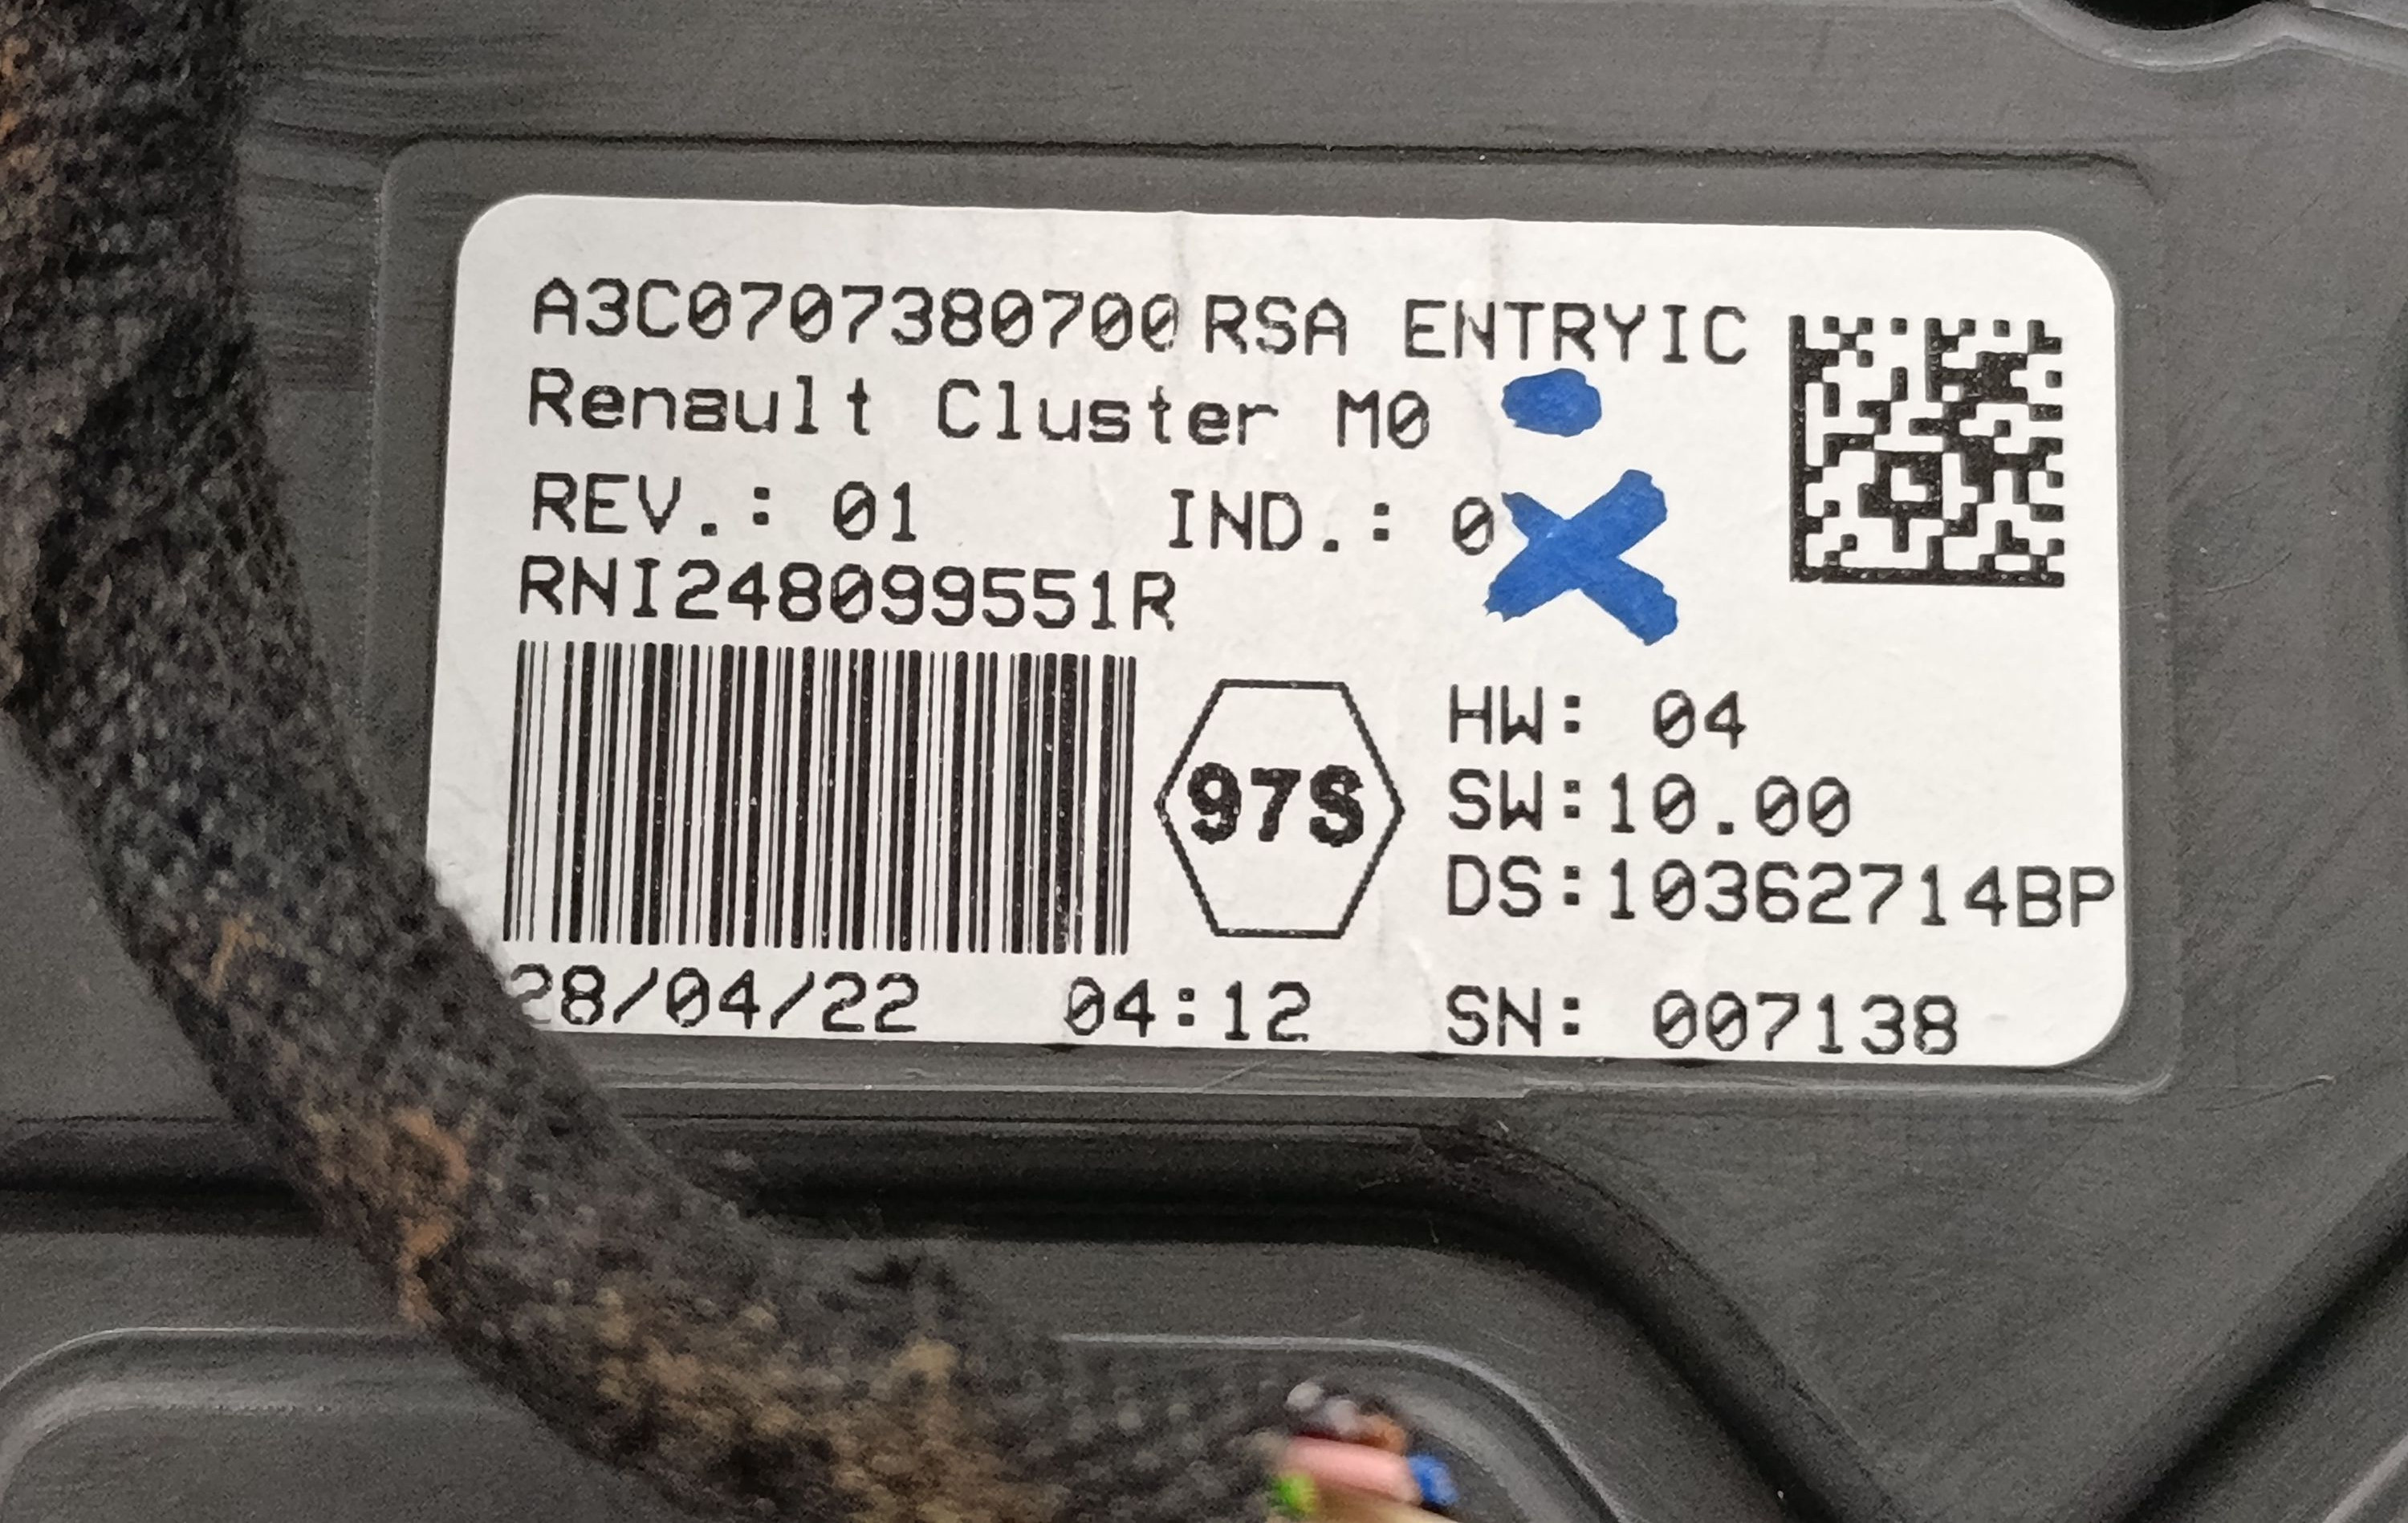 A3C0707380700 RSA ENTRYIC
Renault Cluster M0
REV.: 01 IND.: 0
RNI248099551R
97S
HW: 04
SW:10.00
DS:10362714BP
28/04/22 04:12 SN: 007138